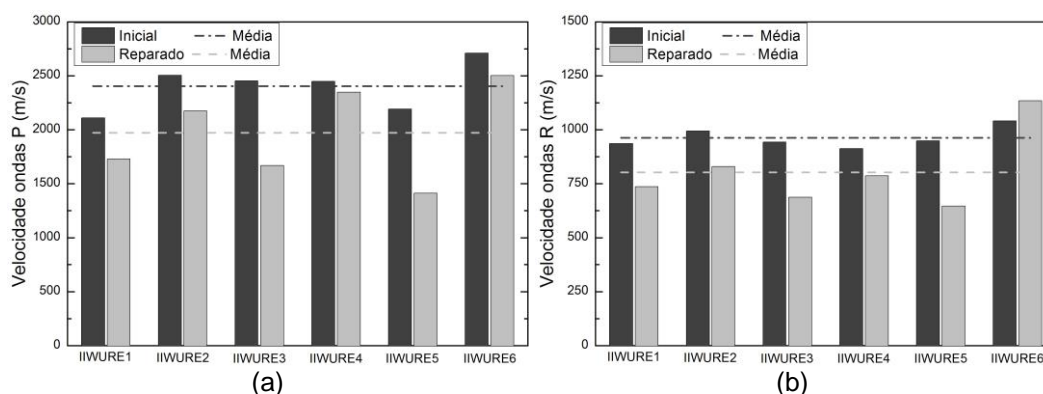 Velocidade ondas P (m/s)
3000
2500
2000
1500
1000
500
0
Inicial
Média
Reparado
Média
IIWURE1
IIWURE2
IIWURE3
IIWURE4
IIWURE5
IIWURE6
(a)
Velocidade ondas R (m/s)
1500
1250
1000
750
500
250
0
Inicial
Média
Reparado
Média
IIWURE1
IIWURE2
IIWURE3
IIWURE4
IIWURE5
IIWURE6
(b)